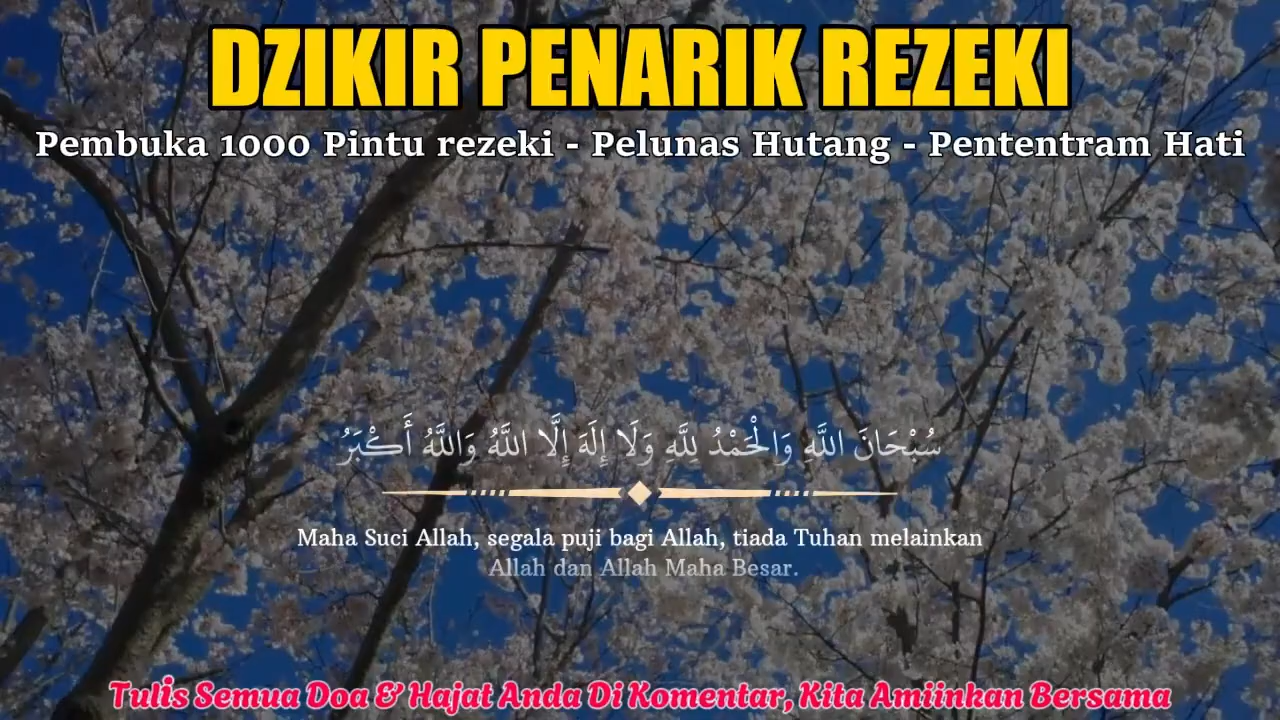 DZIKIR PENARIK REZEKI
Pembuka 1000 Pintu rezeki - Pelunas Hutang - Pententram Hati
سُبْحَانَ اللَّهِ وَالْحَمْدُ لِلَّهِ وَلَا إِلَهَ إِلَّا اللَّهُ وَاللَّهُ أَكْبَرُ
Maha Suci Allah, segala puji bagi Allah, tiada Tuhan melainkan
Allah dan Allah Maha Besar.
Tulis Semua Doa & Hajat Anda Di Komentar, Kita Amiinkan Bersama